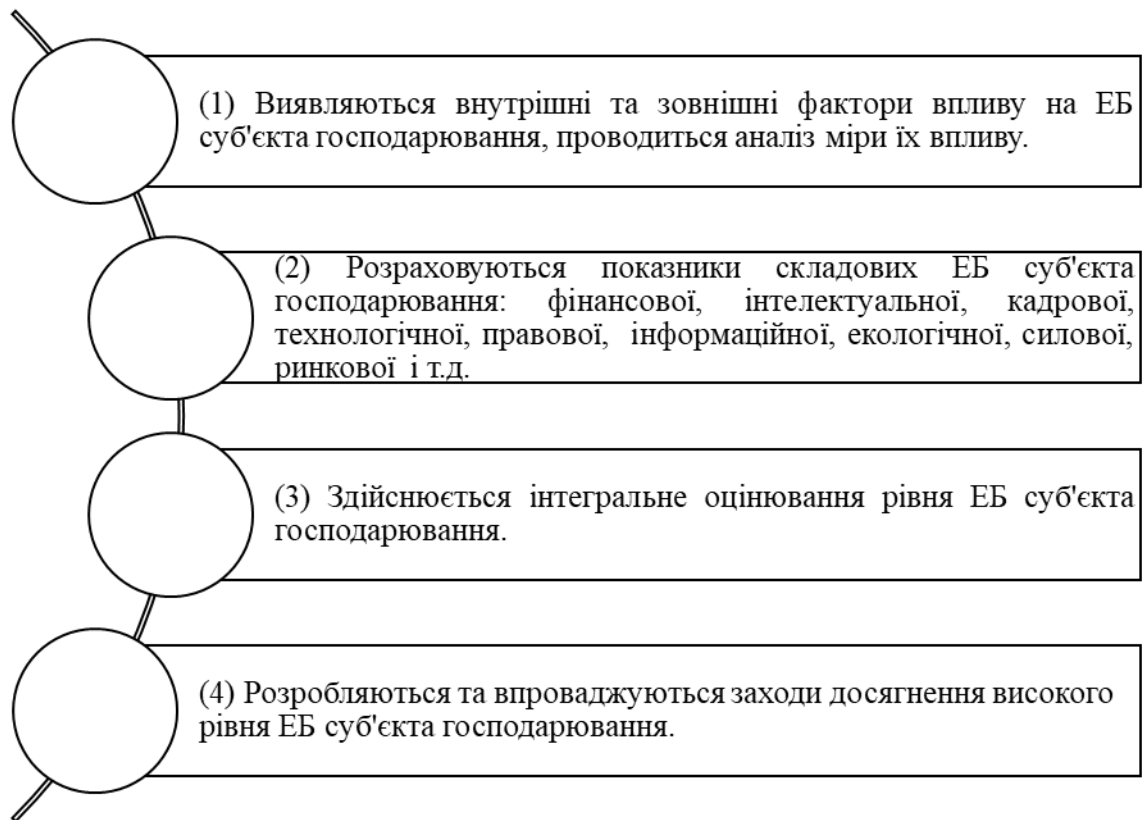 (1) Виявляються внутрішні та зовнішні фактори впливу на ЕБ
суб'єкта господарювання, проводиться аналіз міри їх впливу.
(2) Розраховуються показники складових ЕБ суб'єкта
господарювання: фінансової, інтелектуальної, кадрової,
технологічної, правової, інформаційної, екологічної, силової,
ринкової і т.д.
(3) Здійснюється інтегральне оцінювання рівня ЕБ суб'єкта
господарювання.
(4) Розробляються та впроваджуються заходи досягнення високого
рівня ЕБ суб'єкта господарювання.